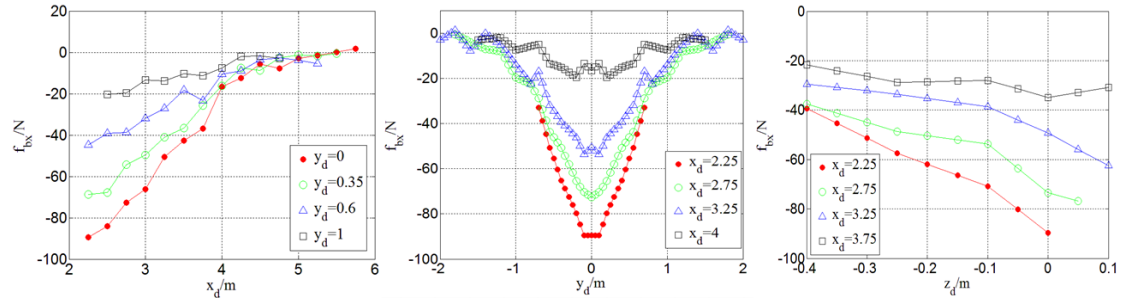 20
0
-20
-40
-60
-80
-100
f_bx/N
2
3
4
5
6
x_d/m
y_d=0
y_d=0.35
y_d=0.6
y_d=1
20
0
-20
-40
-60
-80
-100
f_bx/N
-2
-1
0
1
2
y_d/m
x_d=2.25
x_d=2.75
x_d=3.25
x_d=4
20
0
-20
-40
-60
-80
-100
f_bx/N
-0.4
-0.3
-0.2
-0.1
0
0.1
z_d/m
x_d=2.25
x_d=2.75
x_d=3.25
x_d=3.75